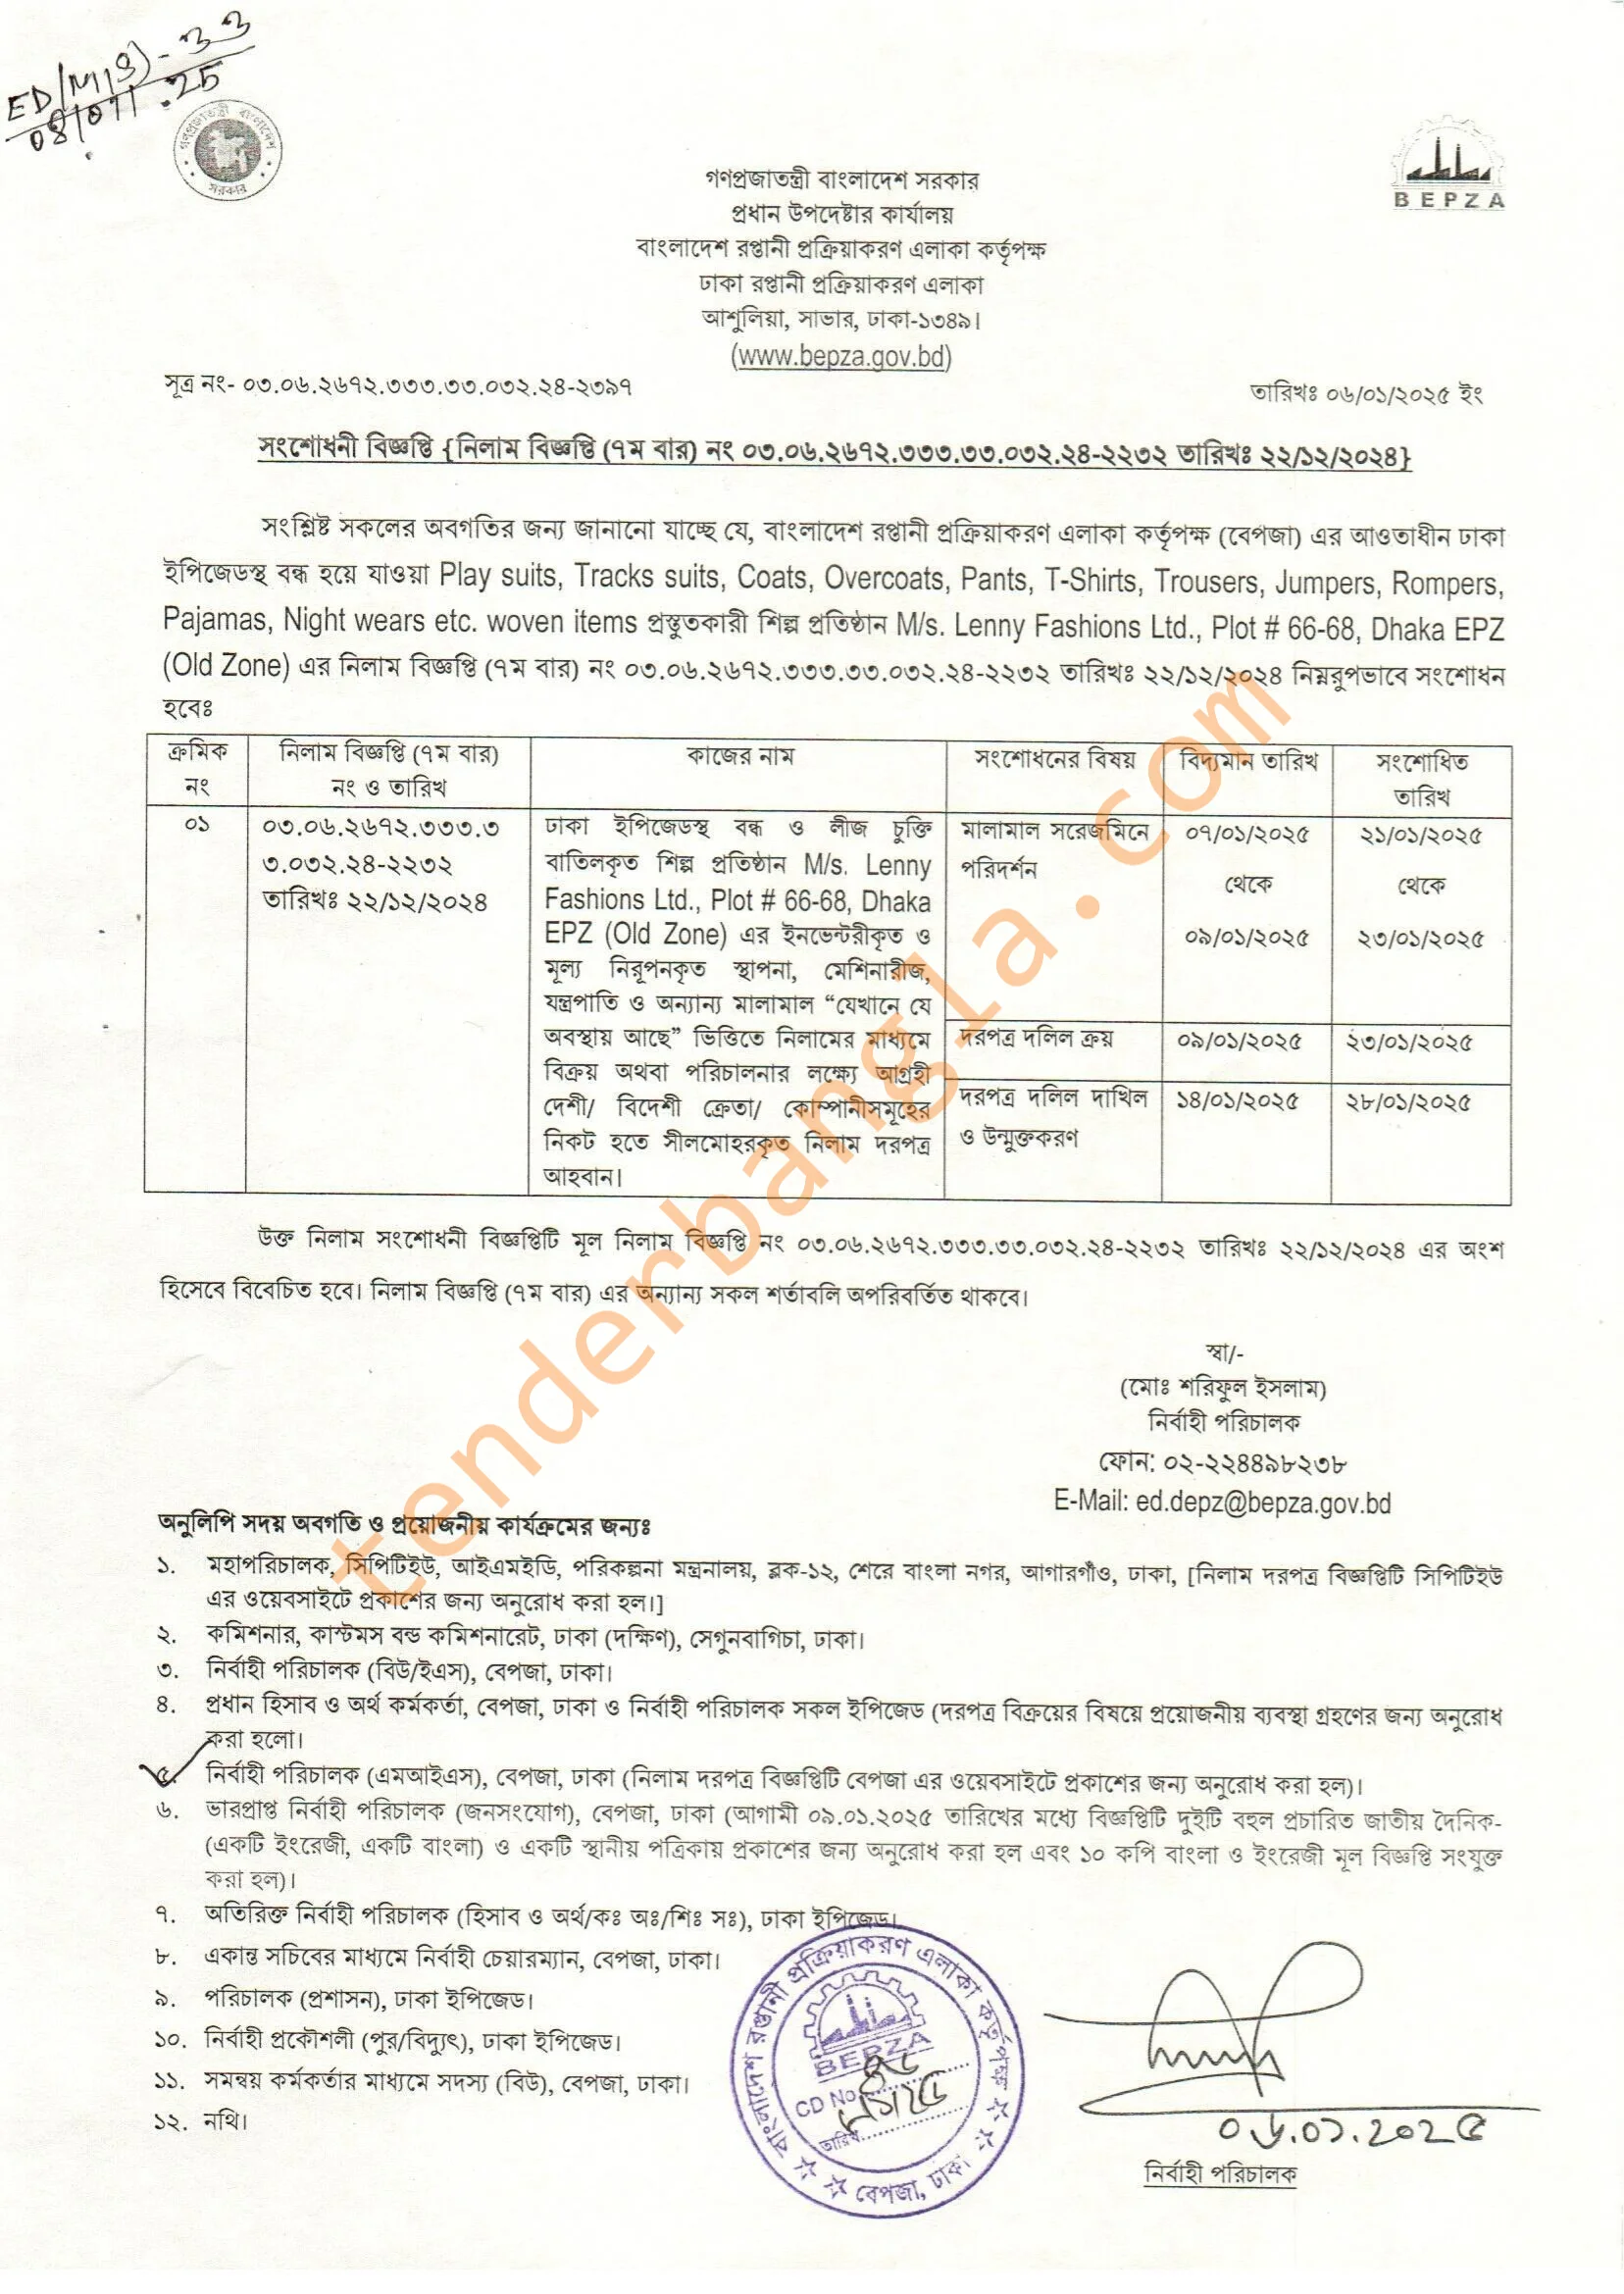 ED/(MIS)-33
08/01/.25
গণপ্রজাতন্ত্রী বাংলাদেশ
সরকার
BEPZA
গণপ্রজাতন্ত্রী বাংলাদেশ সরকার
প্রধান উপদেষ্টার কার্যালয়
বাংলাদেশ রপ্তানী প্রক্রিয়াকরণ এলাকা কর্তৃপক্ষ
ঢাকা রপ্তানী প্রক্রিয়াকরণ এলাকা
আশুলিয়া, সাভার, ঢাকা-১৩৪৯।
(www.bepza.gov.bd)
সূত্র নং- ০৩.০৬.২৬৭২.৩৩৩.৩৩.০৩২.২৪-২৩৯৭
তারিখঃ ০৬/০১/২০২৫ ইং
সংশোধনী বিজ্ঞপ্তি {নিলাম বিজ্ঞপ্তি (৭ম বার) নং ০৩.০৬.২৬৭২.৩৩৩.৩৩.০৩২.২৪-২২৩২ তারিখঃ ২২/১২/২০২৪}
সংশ্লিষ্ট সকলের অবগতির জন্য জানানো যাচ্ছে যে, বাংলাদেশ রপ্তানী প্রক্রিয়াকরণ এলাকা কর্তৃপক্ষ (বেপজা) এর আওতাধীন ঢাকা
ইপিজেডস্থ বন্ধ হয়ে যাওয়া Play suits, Tracks suits, Coats, Overcoats, Pants, T-Shirts, Trousers, Jumpers, Rompers,
Pajamas, Night wears etc. woven items প্রস্তুতকারী শিল্প প্রতিষ্ঠান M/s. Lenny Fashions Ltd., Plot # 66-68, Dhaka EPZ
(Old Zone) এর নিলাম বিজ্ঞপ্তি (৭ম বার) নং ০৩.০৬.২৬৭২.৩৩৩.৩৩.০৩২.২৪-২২৩২ তারিখঃ ২২/১২/২০২৪ নিম্নরুপভাবে সংশোধন
হবেঃ
ক্রমিক নিলাম বিজ্ঞপ্তি (৭ম বার) কাজের নাম সংশোধনের বিষয় বিদ্যমান তারিখ সংশোধিত
নং নং ও তারিখ তারিখ
০১ ০৩.০৬.২৬৭২.৩৩৩.৩
৩.০৩২.২৪-২২৩২
তারিখঃ ২২/১২/২০২৪
ঢাকা ইপিজেডস্থ বন্ধ ও লীজ চুক্তি
বাতিলকৃত শিল্প প্রতিষ্ঠান M/s. Lenny
Fashions Ltd., Plot # 66-68, Dhaka
EPZ (Old Zone) এর ইনভেন্টরীকৃত ও
মূল্য নিরূপনকৃত স্থাপনা, মেশিনারীজ,
যন্ত্রপাতি ও অন্যান্য মালামাল “যেখানে যে
অবস্থায় আছে” ভিত্তিতে নিলামের মাধ্যমে
বিক্রয় অথবা পরিচালনার লক্ষ্যে আগ্রহী
দেশী/ বিদেশী ক্রেতা/ কোম্পানীসমূহের
নিকট হতে সীলমোহরকৃত নিলাম দরপত্র
আহবান।
মালামাল সরেজমিনে ০৭/০১/২০২৫ ২১/০১/২০২৫
পরিদর্শন থেকে থেকে
০৯/০১/২০২৫ ২৩/০১/২০২৫
দরপত্র দলিল ক্রয় ০৯/০১/২০২৫ ২৩/০১/২০২৫
দরপত্র দলিল দাখিল ১৪/০১/২০২৫ ২৮/০১/২০২৫
ও উন্মুক্তকরণ
উক্ত নিলাম সংশোধনী বিজ্ঞপ্তিটি মূল নিলাম বিজ্ঞপ্তি নং ০৩.০৬.২৬৭২.৩৩৩.৩৩.০৩২.২৪-২২৩২ তারিখঃ ২২/১২/২০২৪ এর অংশ
হিসেবে বিবেচিত হবে। নিলাম বিজ্ঞপ্তি (৭ম বার) এর অন্যান্য সকল শর্তাবলি অপরিবর্তিত থাকবে।
স্বা/-
(মোঃ শরিফুল ইসলাম)
নির্বাহী পরিচালক
ফোন: ০২-২২৪৪৯৮২৩৮
E-Mail: ed.depz@bepza.gov.bd
অনুলিপি সদয় অবগতি ও প্রয়োজনীয় কার্যক্রমের জন্যঃ
১. মহাপরিচালক, সিপিটিইউ, আইএমইডি, পরিকল্পনা মন্ত্রনালয়, ব্লক-১২, শেরে বাংলা নগর, আগারগাঁও, ঢাকা, [নিলাম দরপত্র বিজ্ঞপ্তিটি সিপিটিইউ
এর ওয়েবসাইটে প্রকাশের জন্য অনুরোধ করা হল।]
২. কমিশনার, কাস্টমস বন্ড কমিশনারেট, ঢাকা (দক্ষিণ), সেগুনবাগিচা, ঢাকা।
৩. নির্বাহী পরিচালক (বিউ/ইএস), বেপজা, ঢাকা।
৪. প্রধান হিসাব ও অর্থ কর্মকর্তা, বেপজা, ঢাকা ও নির্বাহী পরিচালক সকল ইপিজেড (দরপত্র বিক্রয়ের বিষয়ে প্রয়োজনীয় ব্যবস্থা গ্রহণের জন্য অনুরোধ
করা হলো।
৫. নির্বাহী পরিচালক (এমআইএস), বেপজা, ঢাকা (নিলাম দরপত্র বিজ্ঞপ্তিটি বেপজা এর ওয়েবসাইটে প্রকাশের জন্য অনুরোধ করা হল)।
৬. ভারপ্রাপ্ত নির্বাহী পরিচালক (জনসংযোগ), বেপজা, ঢাকা (আগামী ০৯.০১.২০২৫ তারিখের মধ্যে বিজ্ঞপ্তিটি দুইটি বহুল প্রচারিত জাতীয় দৈনিক-
(একটি ইংরেজী, একটি বাংলা) ও একটি স্থানীয় পত্রিকায় প্রকাশের জন্য অনুরোধ করা হল এবং ১০ কপি বাংলা ও ইংরেজী মূল বিজ্ঞপ্তি সংযুক্ত
করা হল)।
৭. অতিরিক্ত নির্বাহী পরিচালক (হিসাব ও অর্থ/কঃ অঃ/শিঃ সঃ), ঢাকা ইপিজেড।
৮. একান্ত সচিবের মাধ্যমে নির্বাহী চেয়ারম্যান, বেপজা, ঢাকা।
৯. পরিচালক (প্রশাসন), ঢাকা ইপিজেড।
১০. নির্বাহী প্রকৌশলী (পুর/বিদ্যুৎ), ঢাকা ইপিজেড।
১১. সমন্বয় কর্মকর্তার মাধ্যমে সদস্য (বিউ), বেপজা, ঢাকা।
১২. নথি।
বাংলাদেশ রপ্তানী প্রক্রিয়াকরণ এলাকা কর্তৃপক্ষ
BEPZA
CD No
তারিখ
বেপজা, ঢাকা
০৬.০১.২০২৫
নির্বাহী পরিচালক
tenderbangla.com